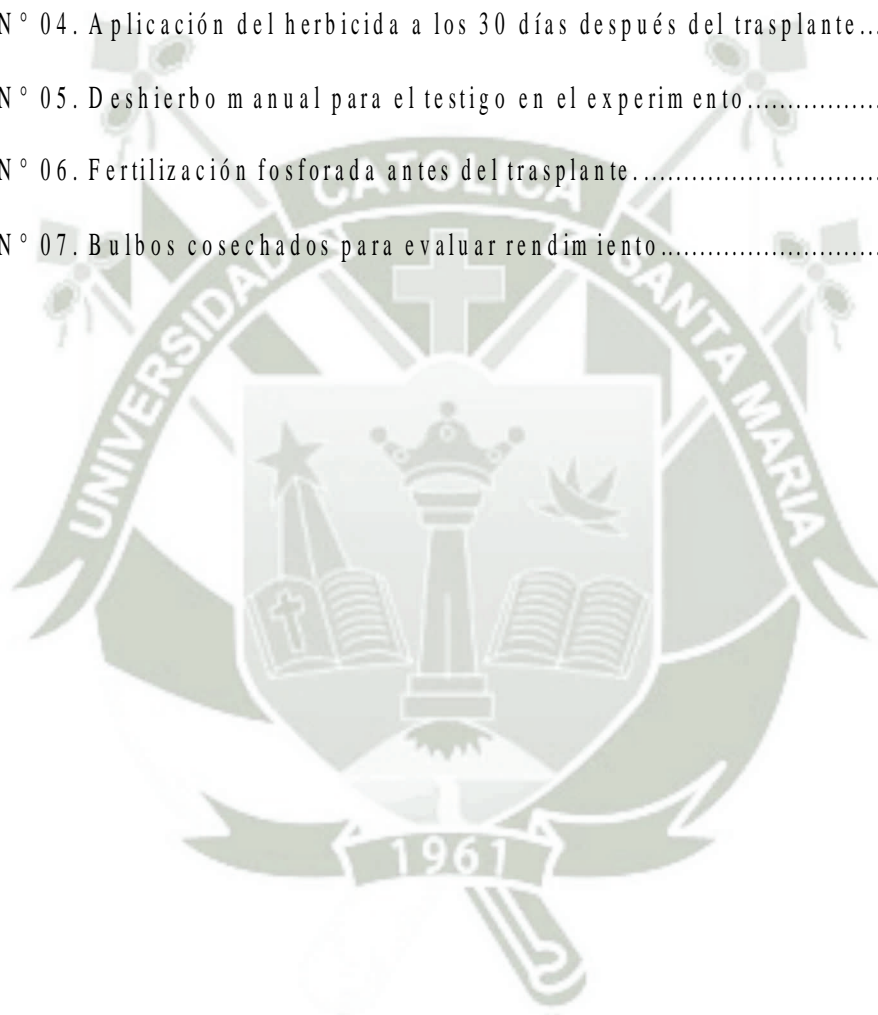 N° 04. Aplicación del herbicida a los 30 días después del trasplante...
N° 05. Deshierbo manual para el testigo en el experimento.................
N° 06. Fertilización fosforada antes del trasplante. .............................
N° 07. Bulbos cosechados para evaluar rendimiento...........................
UNIVERSIDAD CATOLICA SANTA MARIA
1961